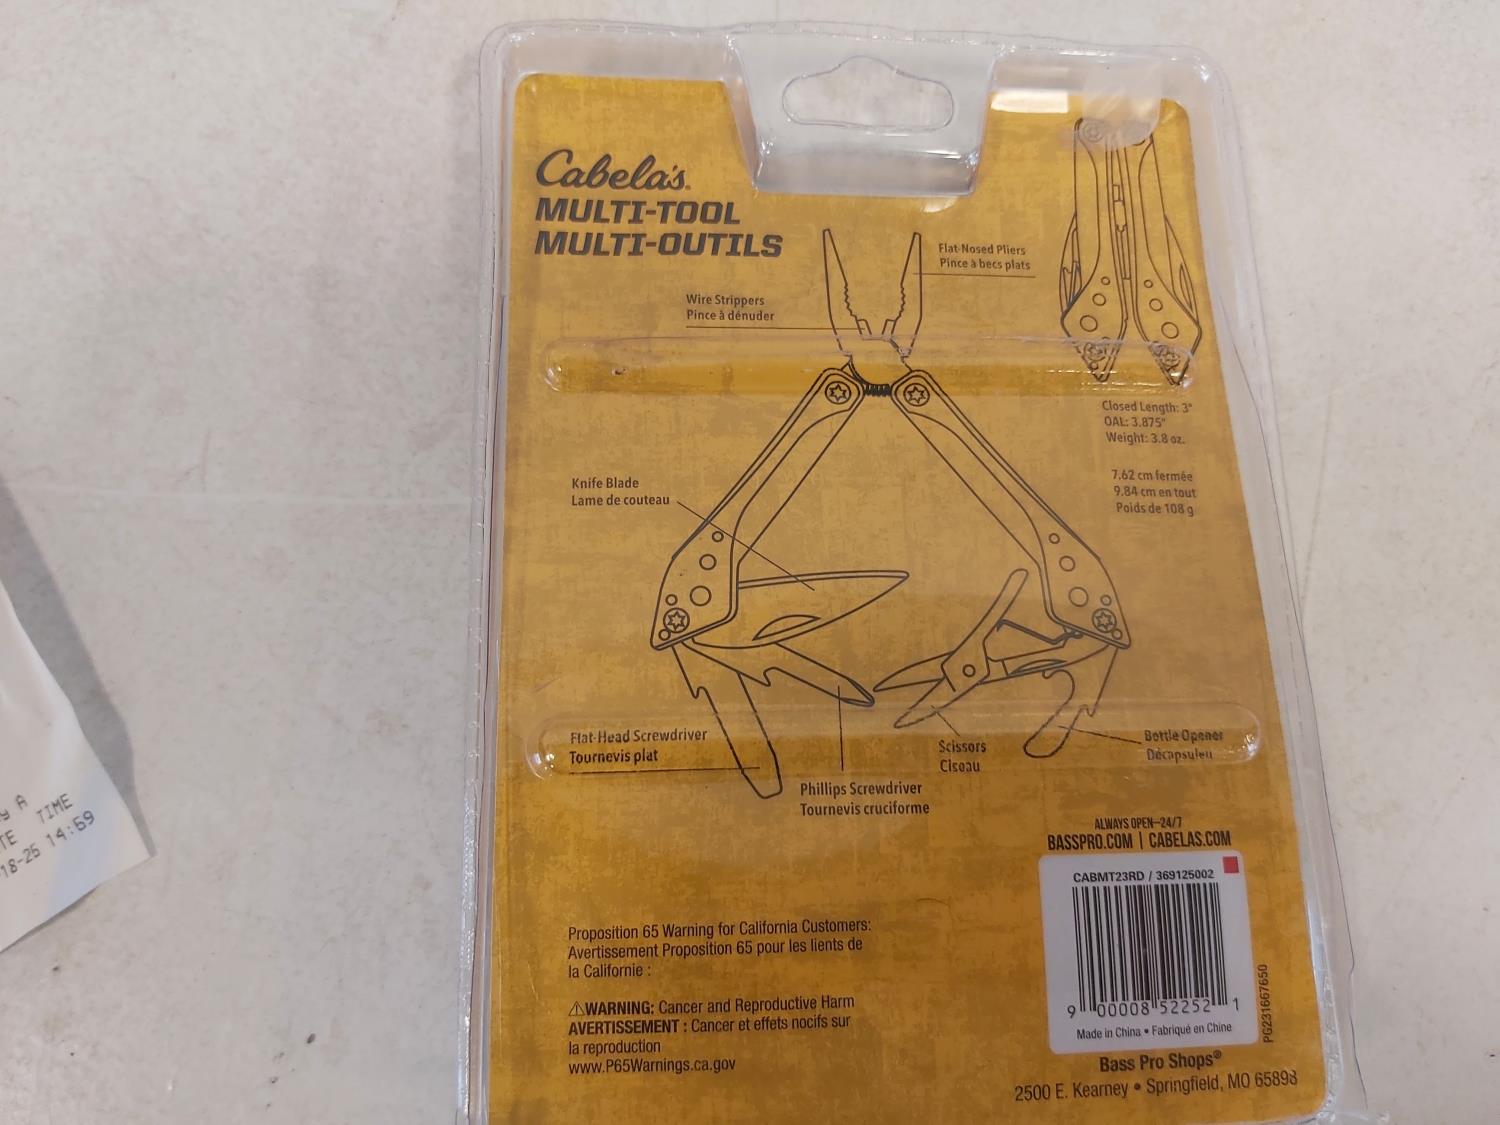 Cabela's.
MULTI-TOOL
MULTI-OUTILS
Flat-Nosed Pliers
Pince à becs plats
Wire Strippers
Pince à dénuder
Closed Length: 3"
OAL: 3.875"
Weight: 3.8 oz.
7.62 cm fermée
9.84 cm en tout
Poids de 108 g
Knife Blade
Lame de couteau
Flat-Head Screwdriver
Tournevis plat
Phillips Screwdriver
Tournevis cruciforme
Scissors
Ciseau
Bottle Opener
Décapsuleu
ALWAYS OPEN—24/7
BASSPRO.COM | CABELAS.COM
CABMT23RD / 369125002
9 00008 52252 1
Made in China • Fabriqué en Chine
PG231667650
Bass Pro Shops®
2500 E. Kearney • Springfield, MO 65898
Proposition 65 Warning for California Customers:
Avertissement Proposition 65 pour les lients de
la Californie :
⚠WARNING: Cancer and Reproductive Harm
AVERTISSEMENT : Cancer et effets nocifs sur
la reproduction
www.P65Warnings.ca.gov
A
TE TIME
18-25 14:59